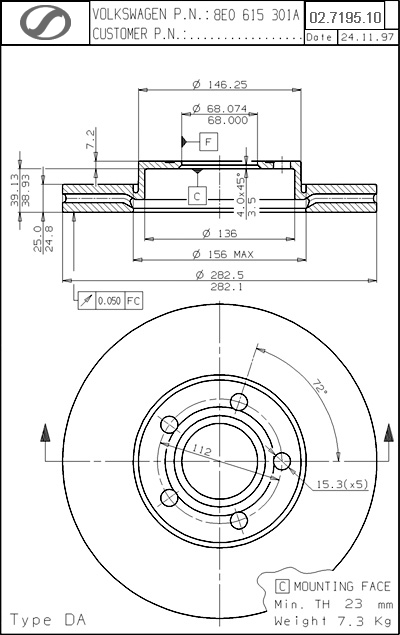 VOLKSWAGEN P.N.: 8E0 615 301A
CUSTOMER P.N.:..................
02.7195.10
Date 24.11.97
Ø 146.25
Ø 68.074
68.000
7.2
F
39.13
38.93
C
4.0x45°
3.5
25.0
24.8
Ø 136
Ø 156 MAX
Ø 282.5
282.1
0.050 FC
72°
112
15.3(x5)
C MOUNTING FACE
Min. TH 23 mm
Type DA
Weight 7.3 Kg